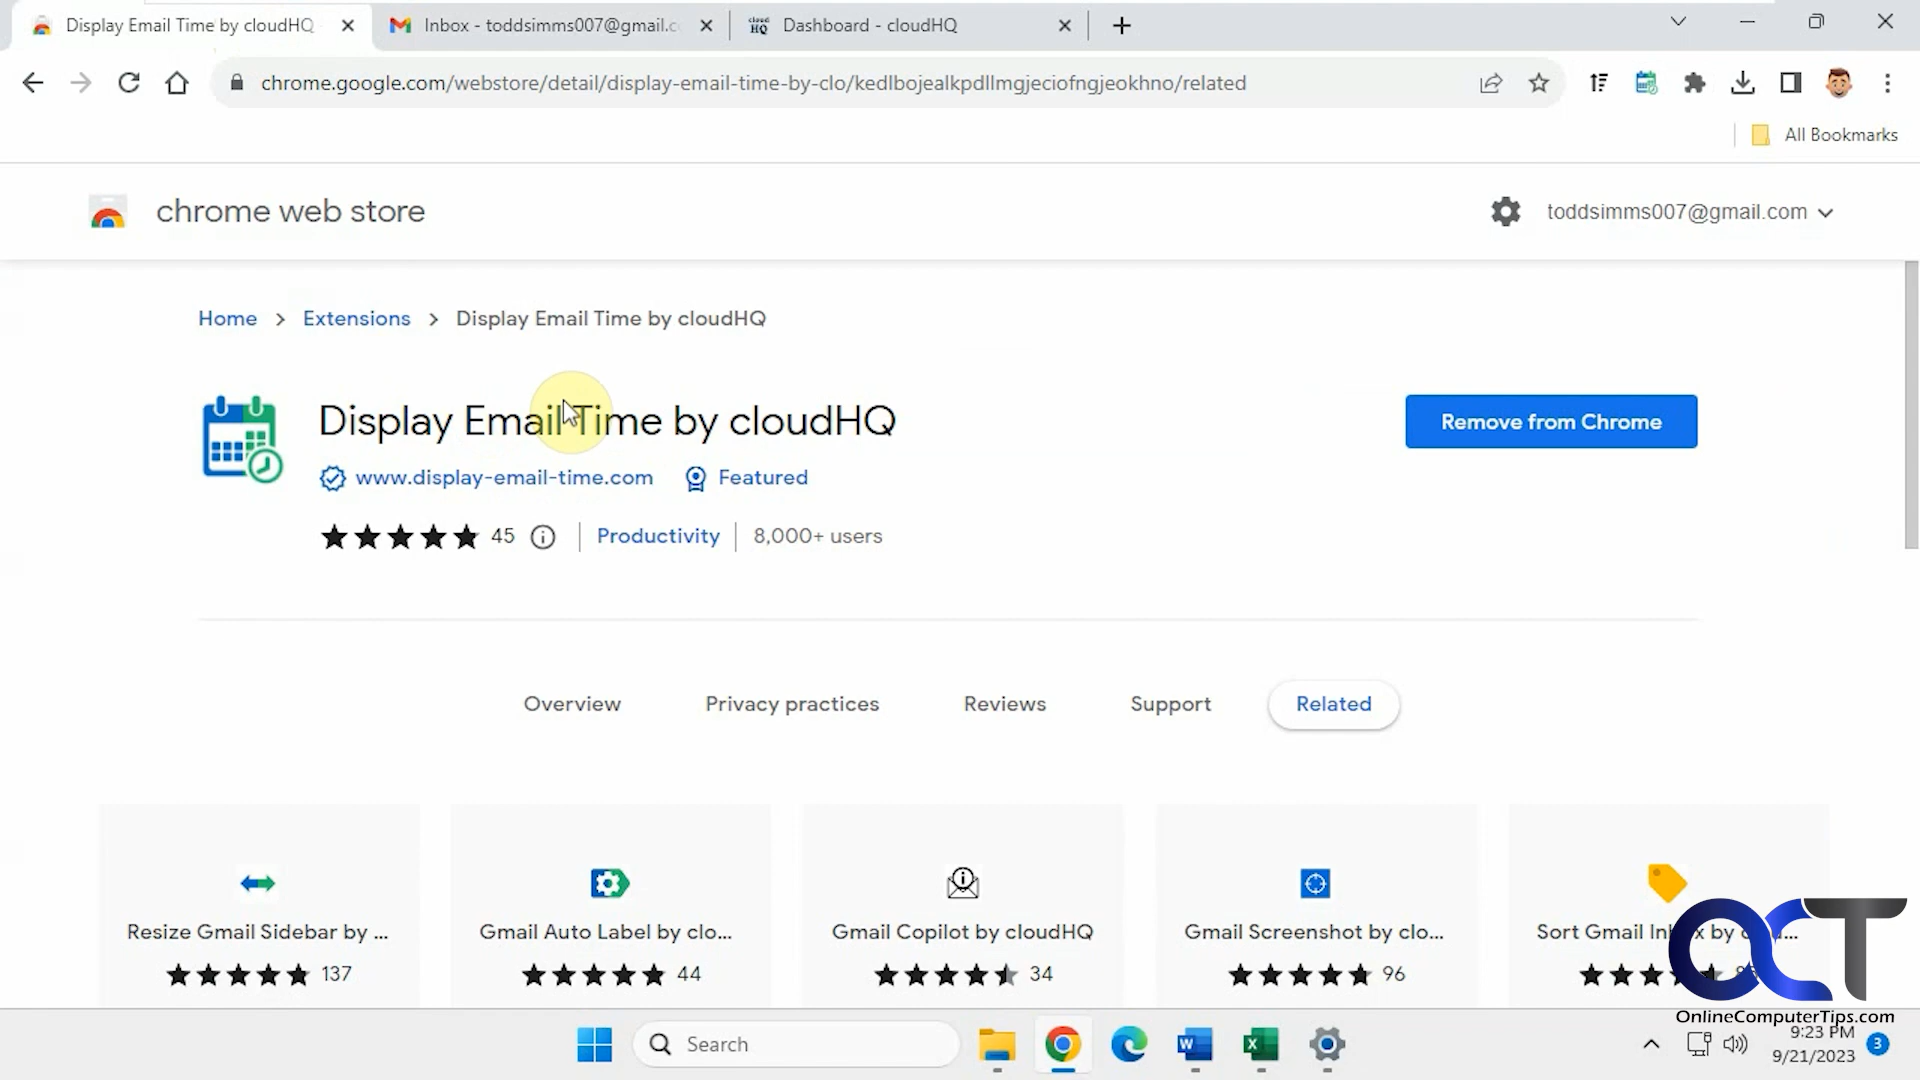 Display Email Time by cloudHQ
Inbox - toddsimms007@gmail.c
cloud HQ
Dashboard - cloudHQ
chrome.google.com/webstore/detail/display-email-time-by-clo/kedlbojealkpdllmgjeciofngjeokhno/related
All Bookmarks
chrome web store
toddsimms007@gmail.com
Home > Extensions > Display Email Time by cloudHQ
Display Email Time by cloudHQ
Remove from Chrome
www.display-email-time.com Featured
45 Productivity 8,000+ users
Overview Privacy practices Reviews Support Related
Resize Gmail Sidebar by ...
137
Gmail Auto Label by clo...
44
Gmail Copilot by cloudHQ
34
Gmail Screenshot by clo...
96
Sort Gmail by
OCT
OnlineComputerTips.com
Search
W
X
9:23 PM
9/21/2023
3